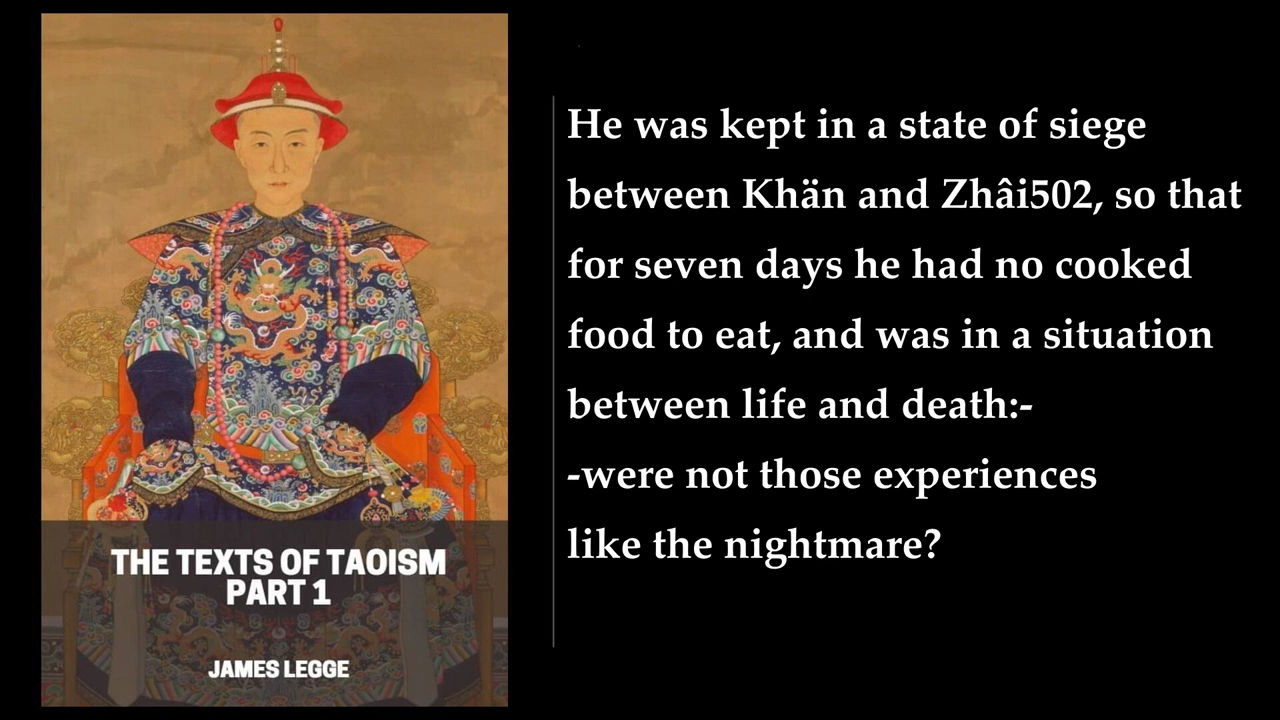 THE TEXTS OF TAOISM
PART 1
JAMES LEGGE
He was kept in a state of siege
between Khän and Zhâi502, so that
for seven days he had no cooked
food to eat, and was in a situation
between life and death:-
-were not those experiences
like the nightmare?